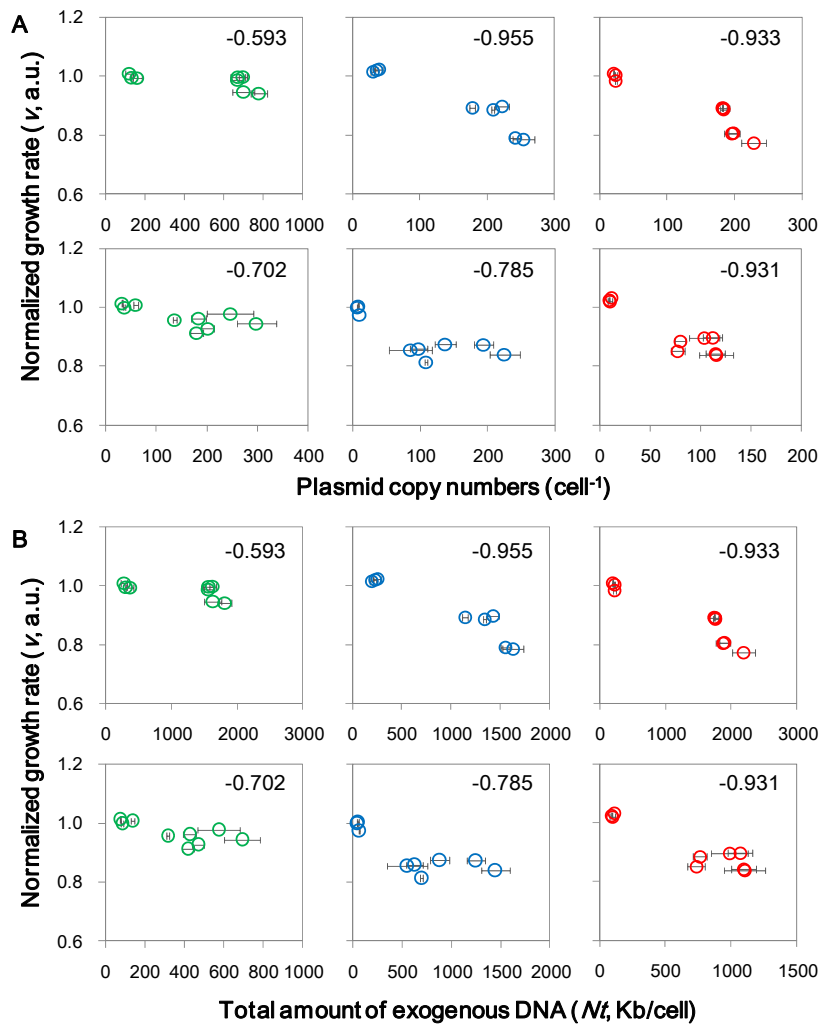 A
Normalized growth rate (v, a.u.)
1.2
1.0
0.8
0.6
-0.593
-0.955
-0.933
0 200 400 600 800 1000
0 100 200 300
0 100 200 300
Normalized growth rate (v, a.u.)
1.2
1.0
0.8
0.6
-0.702
-0.785
-0.931
0 100 200 300 400
0 100 200 300
0 50 100 150 200
Plasmid copy numbers (cell-1)
B
Normalized growth rate (v, a.u.)
1.2
1.0
0.8
0.6
-0.593
-0.955
-0.933
0 1000 2000 3000
0 500 1000 1500 2000
0 1000 2000 3000
1.2
1.0
0.8
0.6
-0.702
-0.785
-0.931
0 200 400 600 800 1000
0 500 1000 1500 2000
0 500 1000 1500
Total amount of exogenous DNA (Nt, Kb/cell)